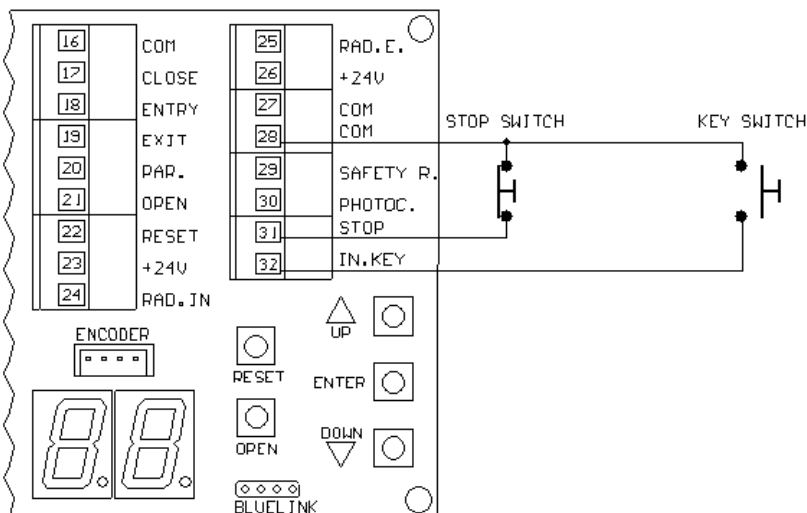 16 COM
17 CLOSE
18 ENTRY
19 EXIT
20 PAR.
21 OPEN
22 RESET
23 +24V
24 RAD.IN
25 RAD.E.
26 +24V
27 COM
28 COM
29 SAFETY R.
30 PHOTOC.
31 STOP
32 IN.KEY
STOP SWITCH
KEY SWITCH
ENCODER
RESET
OPEN
UP
ENTER
DOWN
88
BLUELINK